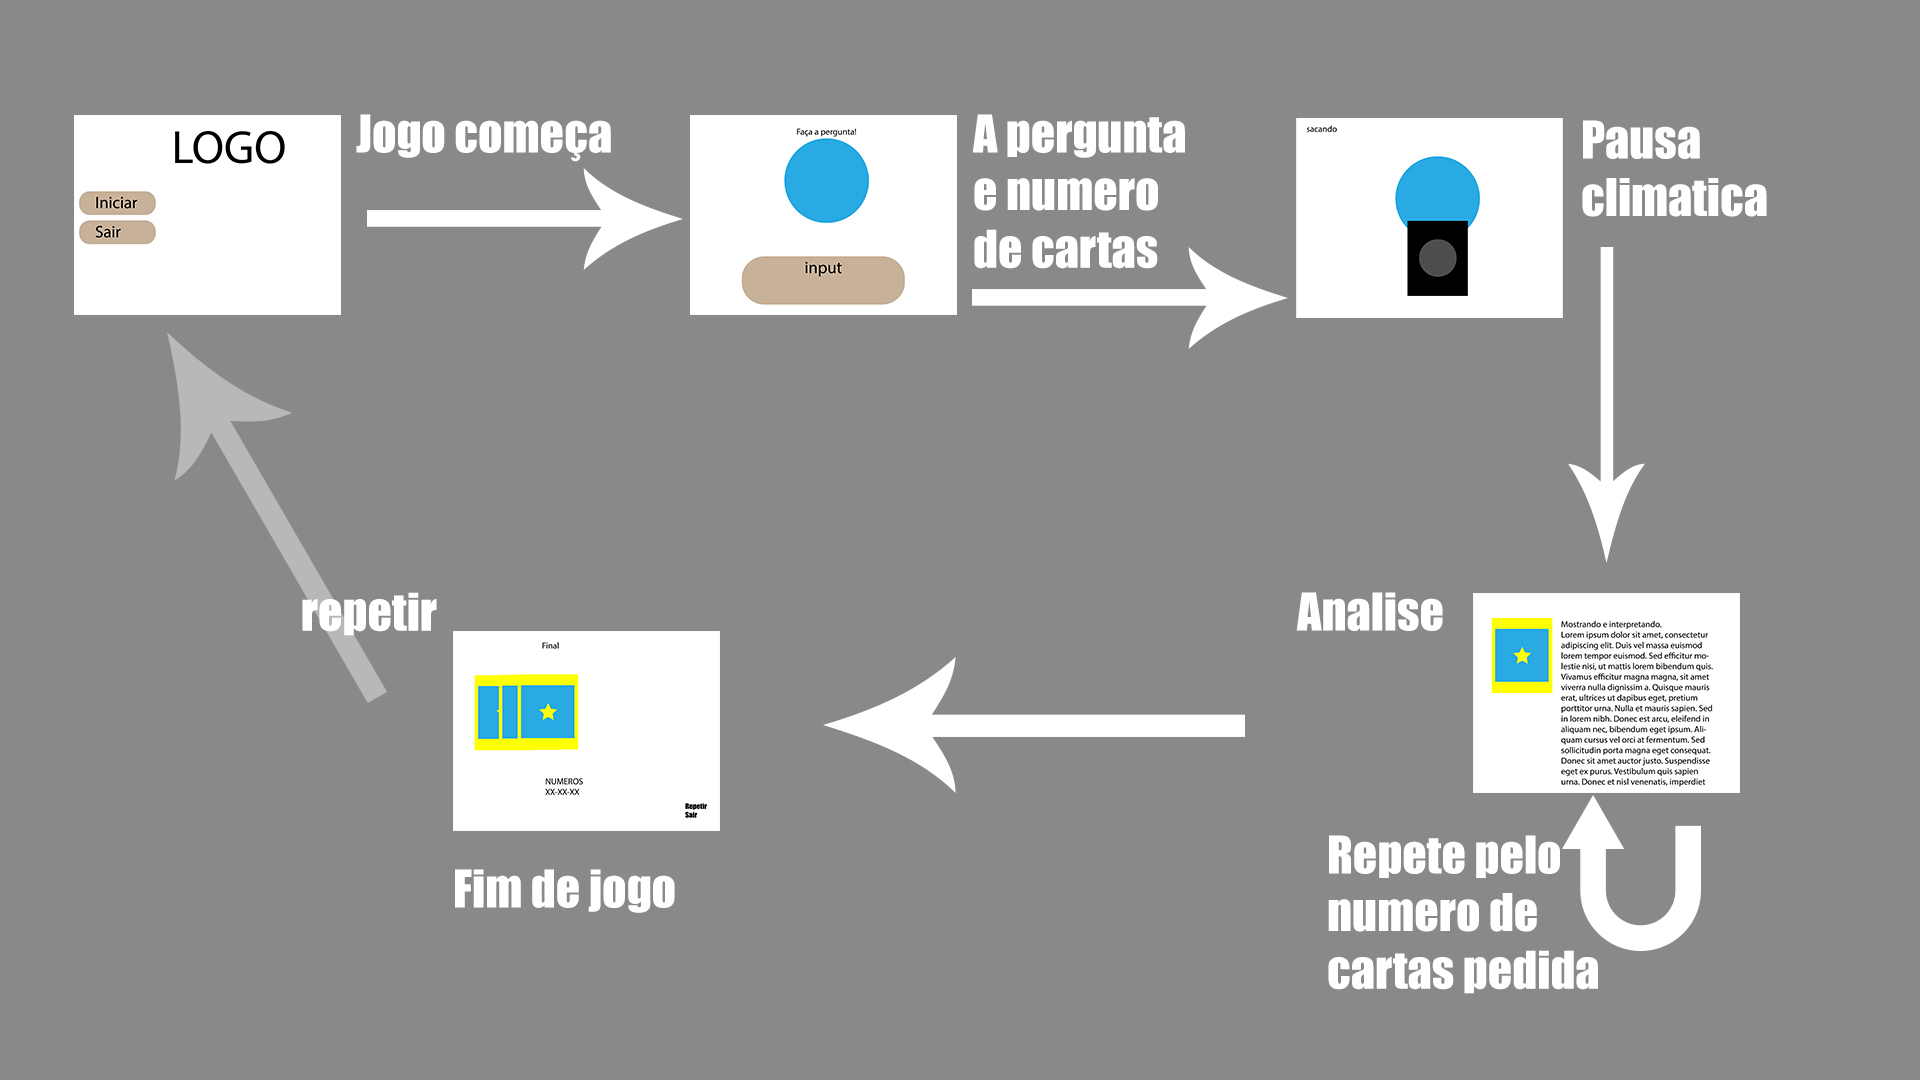 LOGO
Iniciar
Sair
Jogo começa
Faça a pergunta!
input
A pergunta
e numero
de cartas
sacando
Pausa
climatica
Analise
Mostrando e interpretando.
Lorem ipsum dolor sit amet, consectetur
adipiscing elit. Duis vel massa euismod
lorem tempor euismod. Sed efficitur mo-
lestie nisi, ut mattis lorem bibendum quis.
Vivamus efficitur magna magna, sit amet
viverra nulla dignissim a. Quisque mauris
erat, ultrices ut dapibus eget, pretium
porttitor urna. Nulla et mauris sapien. Sed
in lorem nibh. Donec est arcu, eleifend in
aliquam nec, bibendum eget ipsum. Ali-
quam cursus vel orci at fermentum. Sed
sollicitudin porta magna eget consequat.
Donec sit amet auctor justo. Suspendisse
eget ex purus. Vestibulum quis sapien
urna. Donec et nisl venenatis, imperdiet
Repete pelo
numero de
cartas pedida
Final
NUMEROS
XX-XX-XX
Repetir
Sair
Fim de jogo
repetir